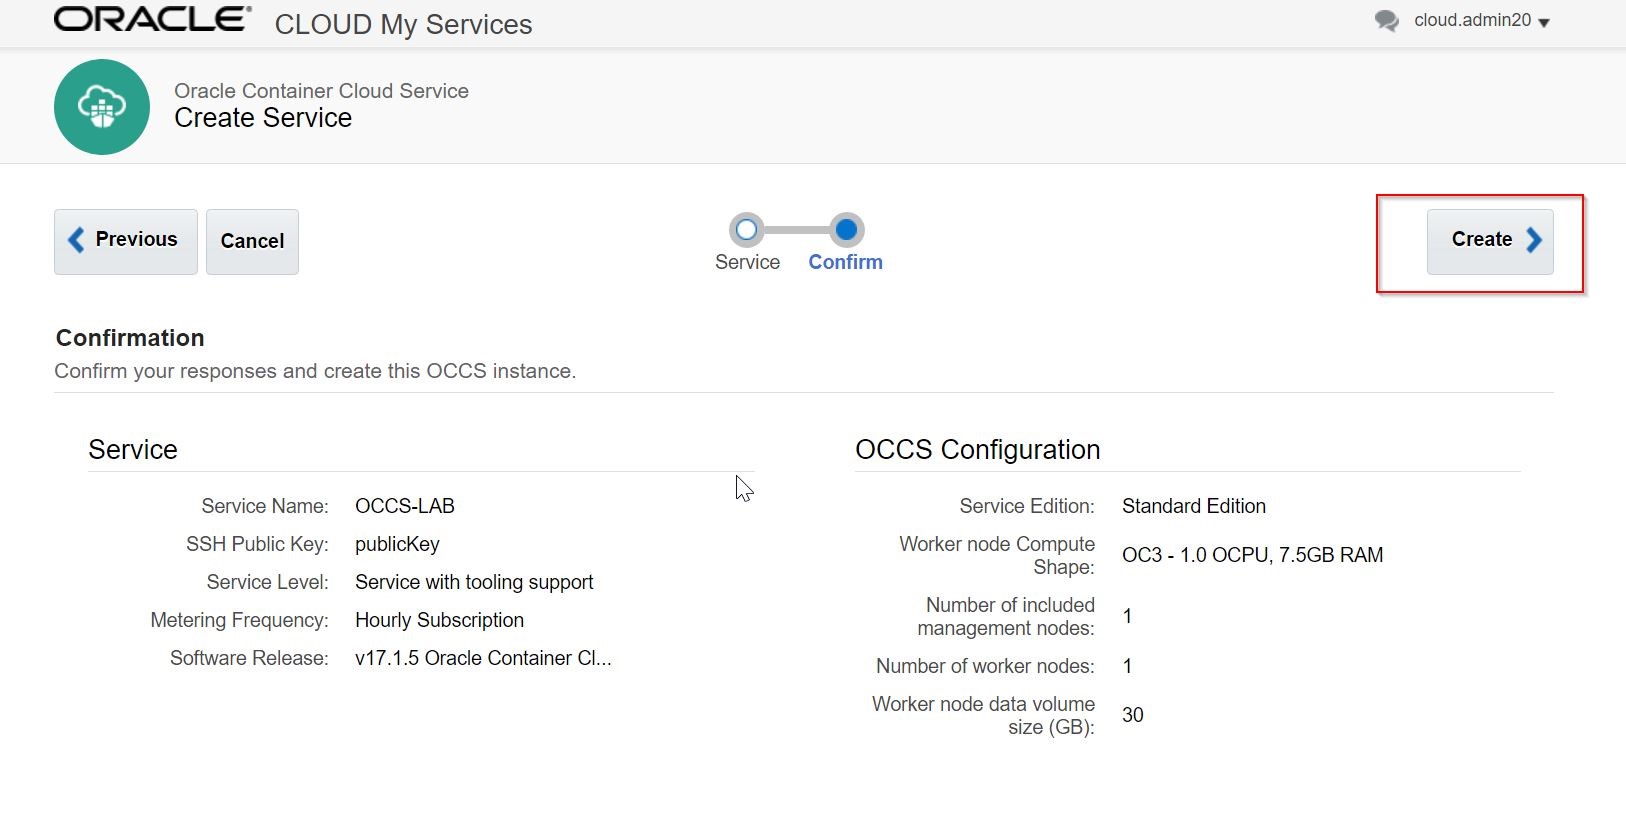 ORACLE® CLOUD My Services
cloud.admin20
Oracle Container Cloud Service
Create Service
Previous
Cancel
Service
Confirm
Create
Confirmation
Confirm your responses and create this OCCS instance.
Service
Service Name: OCCS-LAB
SSH Public Key: publicKey
Service Level: Service with tooling support
Metering Frequency: Hourly Subscription
Software Release: v17.1.5 Oracle Container Cl...
OCCS Configuration
Service Edition: Standard Edition
Worker node Compute
Shape: OC3 - 1.0 OCPU, 7.5GB RAM
Number of included
management nodes: 1
Number of worker nodes: 1
Worker node data volume
size (GB): 30